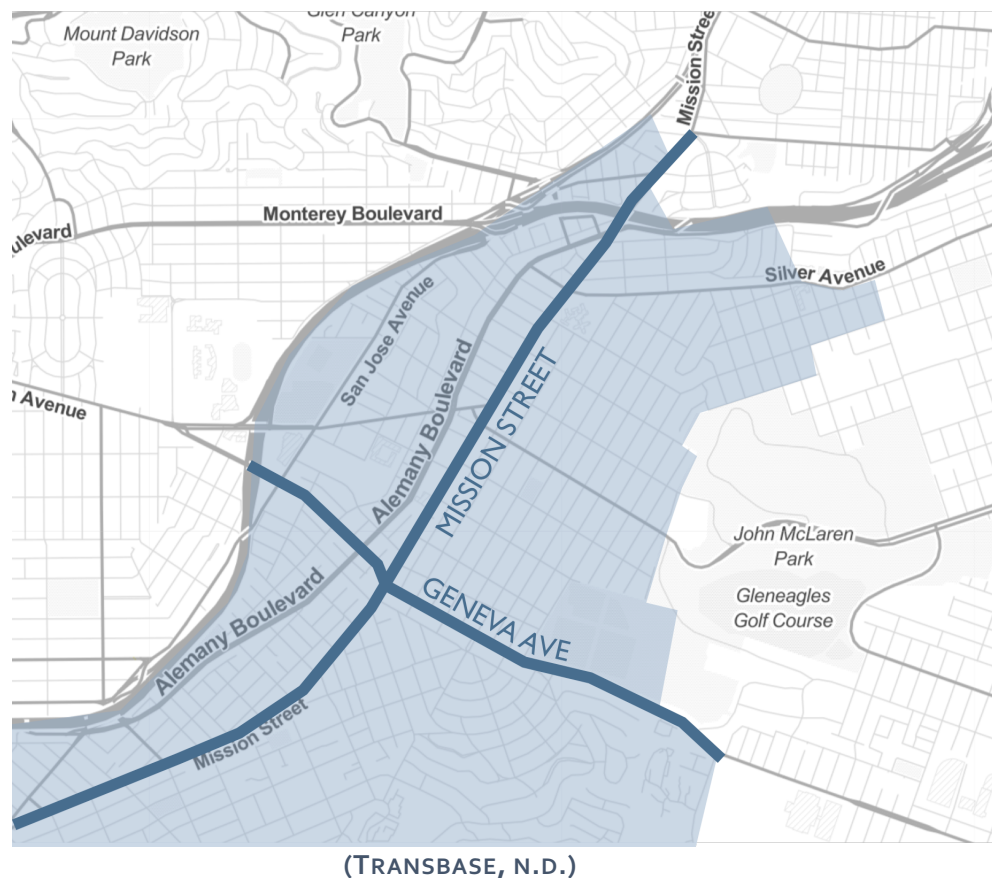 Glen Canyon
Park
Mount Davidson
Park
Mission Stree
Monterey Boulevard
ulevard
Silver Avenue
San Jose Avenue
n Avenue
Alemany Boulevard
MISSION STREET
John McLaren
Park
Gleneagles
Golf Course
GENEVA AVE
Alemany Boulevard
Mission Street
(TRANSBASE, N.D.)